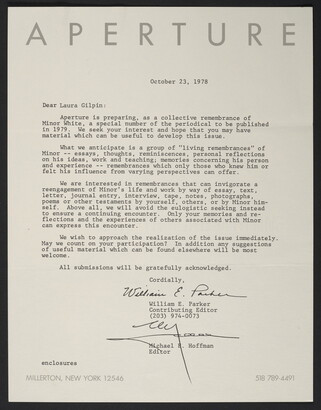 APERTURE
October 23, 1978
Dear Laura Gilpin:
Aperture is preparing, as a collective remembrance of
Minor White, a special number of the periodical to be published
in 1979. We seek your interest and hope that you may have
material which can be useful to develop this issue.
What we anticipate is a group of "living remembrances" of
Minor -- essays, thoughts, reminiscences, personal reflections
on his ideas, work and teaching; memories concerning his person
and experience -- remembrances which only those who knew him or
felt his influence from varying perspectives can offer.
We are interested in remembrances that can invigorate a
reengagement of Minor's life and work by way of essay, text,
letter, journal entry, interview, tape, notes, photographs,
poems or other testaments by yourself, others, or by Minor him-
self. Above all, we will avoid the eulogistic seeking instead
to ensure a continuing encounter. Only your memories and re-
flections and the experiences of others associated with Minor
can express this encounter.
We wish to approach the realization of the issue immediately.
May we count on your participation? In addition any suggestions
of useful material which can be found elsewhere will be most
welcome.
All submissions will be gratefully acknowledged.
Cordially,
William E. Parker
William E. Parker
Contributing Editor
(203) 974-0073
Michael E. Hoffman
Editor
enclosures
MILLERTON, NEW YORK 12546
518 789-4491